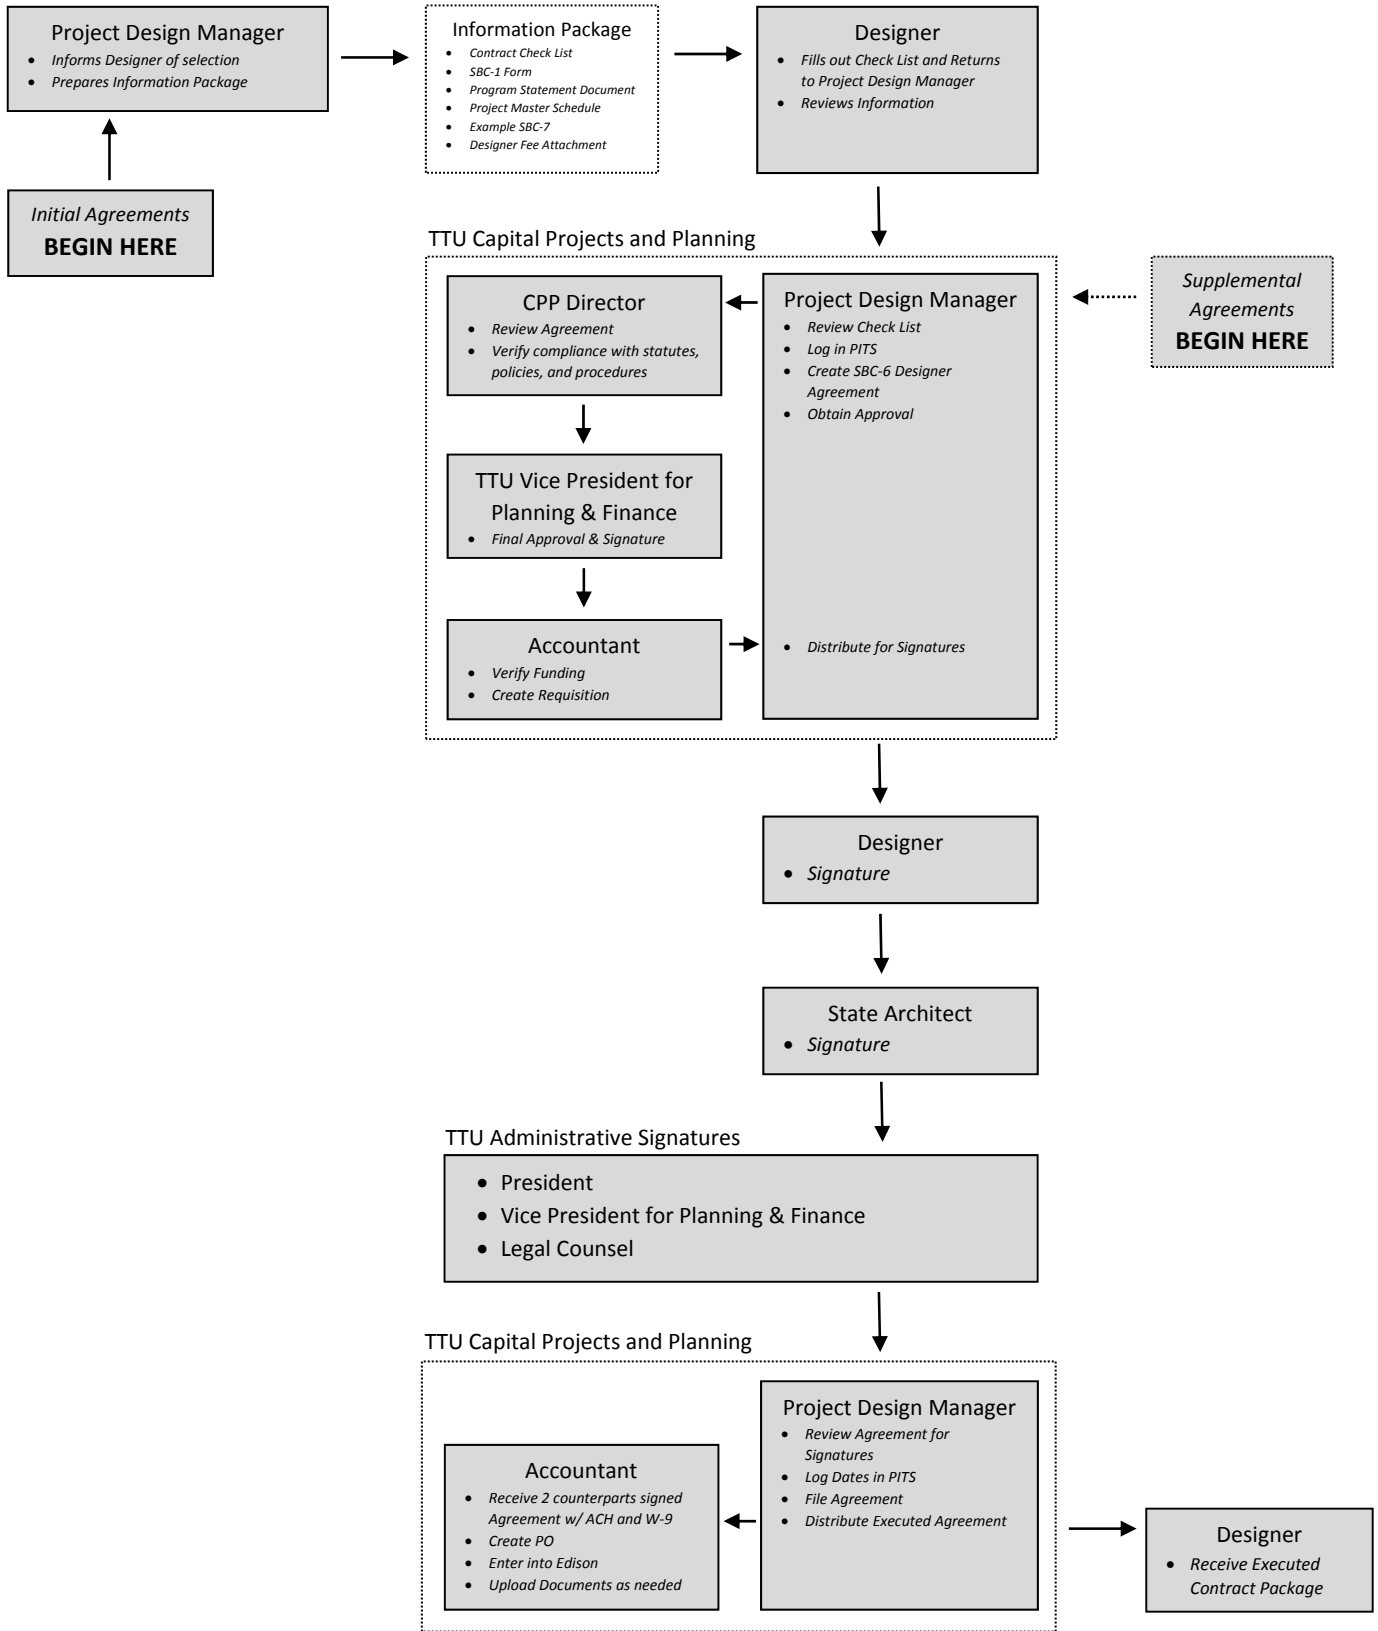 Project Design Manager
• Informs Designer of selection
• Prepares Information Package
Information Package
• Contract Check List
• SBC-1 Form
• Program Statement Document
• Project Master Schedule
• Example SBC-7
• Designer Fee Attachment
Designer
• Fills out Check List and Returns
to Project Design Manager
• Reviews Information
Initial Agreements
BEGIN HERE
TTU Capital Projects and Planning
CPP Director
• Review Agreement
• Verify compliance with statutes,
policies, and procedures
Project Design Manager
• Review Check List
• Log in PITS
• Create SBC-6 Designer
Agreement
• Obtain Approval
Supplemental
Agreements
BEGIN HERE
TTU Vice President for
Planning & Finance
• Final Approval & Signature
Accountant
• Verify Funding
• Create Requisition
• Distribute for Signatures
Designer
• Signature
State Architect
• Signature
TTU Administrative Signatures
• President
• Vice President for Planning & Finance
• Legal Counsel
TTU Capital Projects and Planning
Project Design Manager
• Review Agreement for
Signatures
• Log Dates in PITS
• File Agreement
• Distribute Executed Agreement
Accountant
• Receive 2 counterparts signed
Agreement w/ ACH and W-9
• Create PO
• Enter into Edison
• Upload Documents as needed
Designer
• Receive Executed
Contract Package